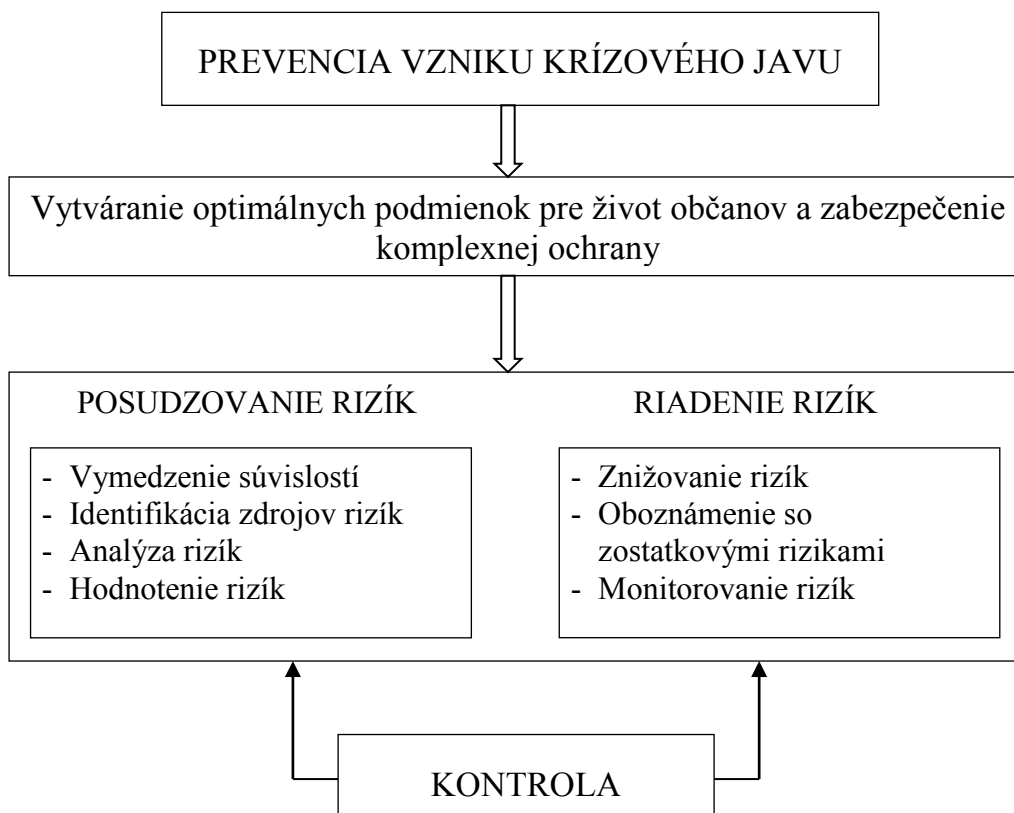 PREVENCIA VZNIKU KRÍZOVÉHO JAVU
Vytváranie optimálnych podmienok pre život občanov a zabezpečenie
komplexnej ochrany
POSUDZOVANIE RIZÍK
- Vymedzenie súvislostí
- Identifikácia zdrojov rizík
- Analýza rizík
- Hodnotenie rizík
RIADENIE RIZÍK
- Znižovanie rizík
- Oboznámenie so
zostatkovými rizikami
- Monitorovanie rizík
KONTROLA